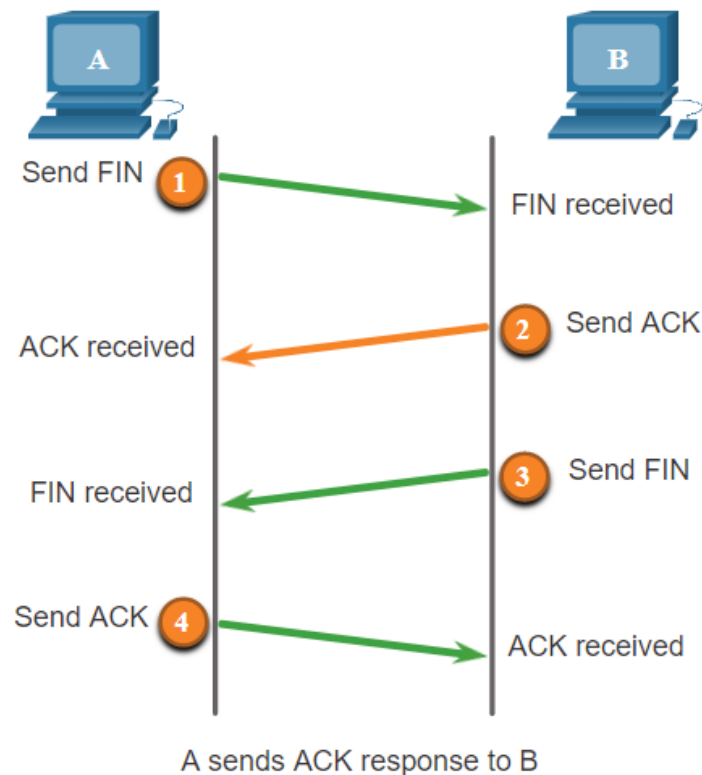 A
B
Send FIN 1
FIN received
2 Send ACK
ACK received
3 Send FIN
FIN received
Send ACK 4
ACK received
A sends ACK response to B